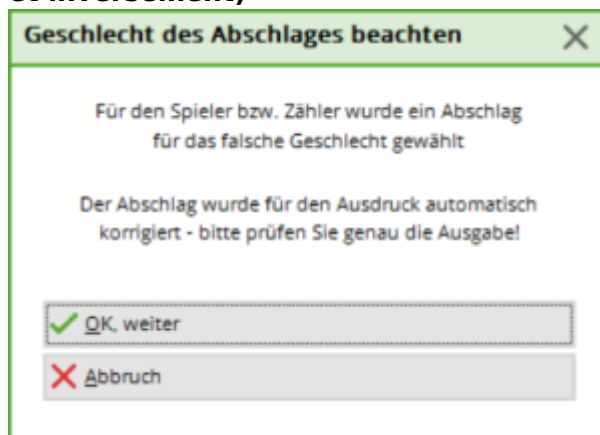 Geschlecht des Abschlages beachten
Für den Spieler bzw. Zähler wurde ein Abschlag
für das falsche Geschlecht gewählt
Der Abschlag wurde für den Ausdruck automatisch
korrigiert - bitte prüfen Sie genau die Ausgabe!
OK, weiter
Abbruch